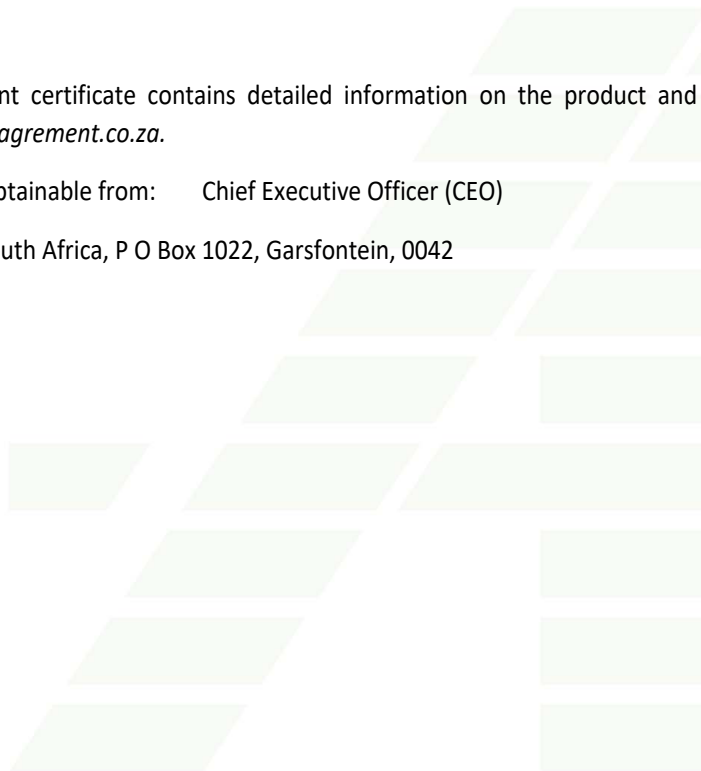 nt certificate contains detailed information on the product and
agrement.co.za.
btainable from: Chief Executive Officer (CEO)
uth Africa, P O Box 1022, Garsfontein, 0042